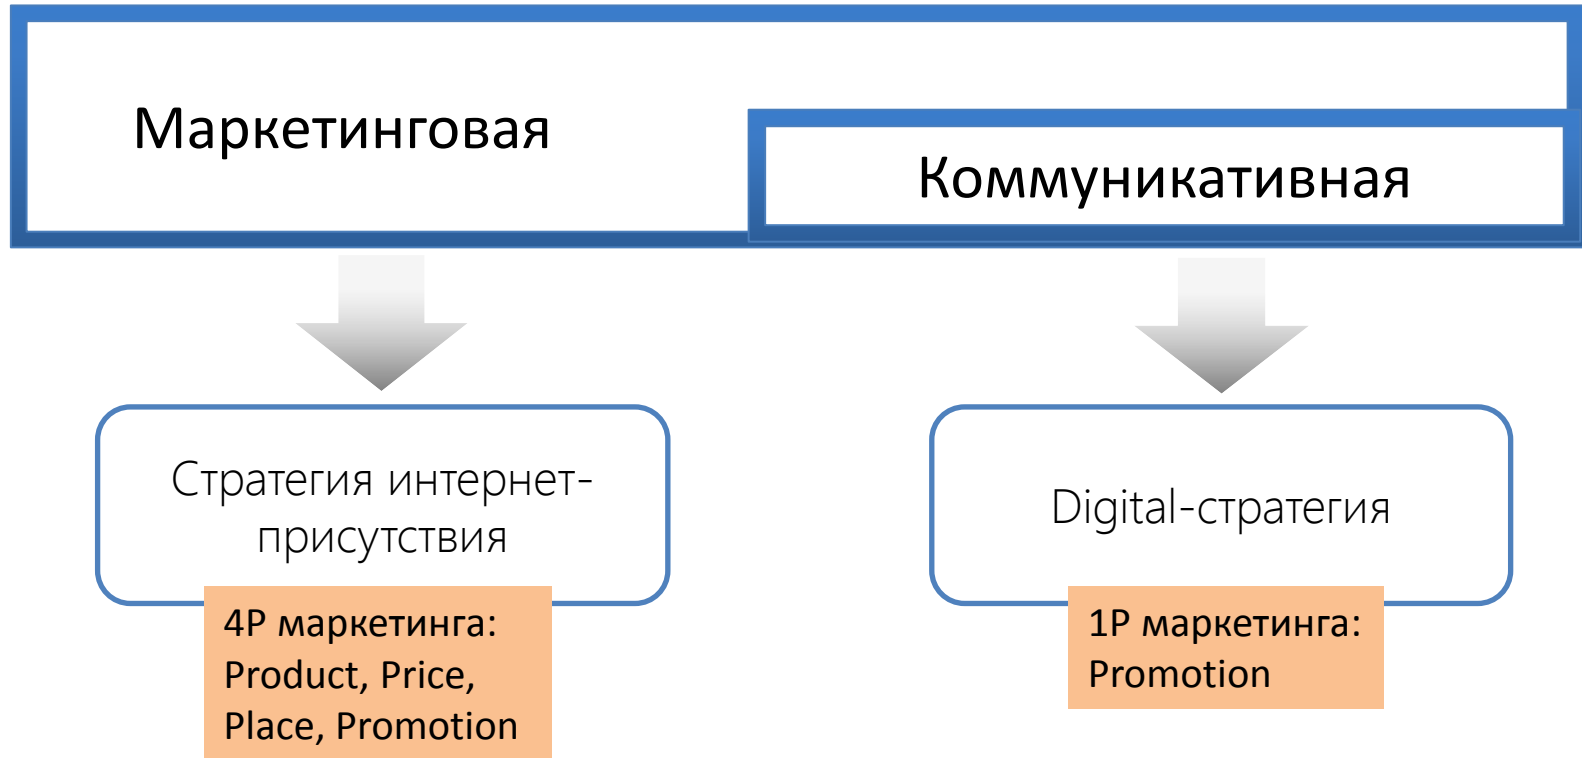 Маркетинговая
Коммуникативная
Стратегия интернет-
присутствия
4P маркетинга:
Product, Price,
Place, Promotion
Digital-стратегия
1P маркетинга:
Promotion